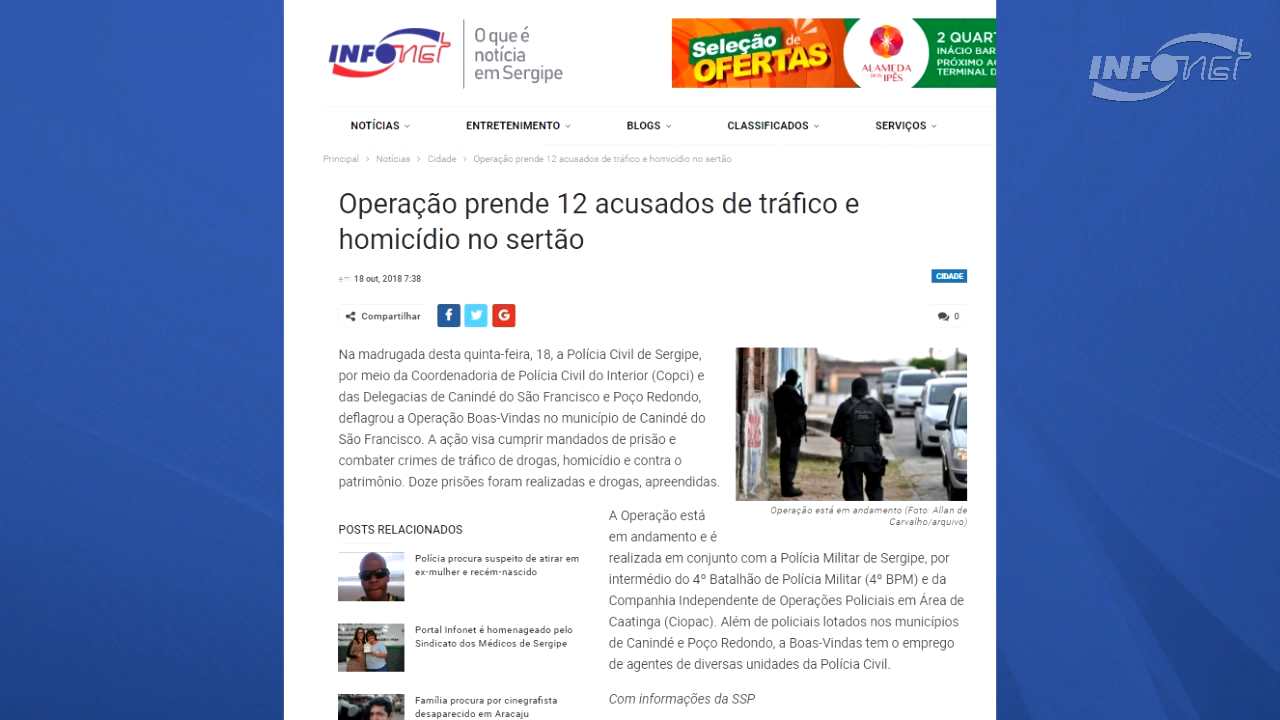 INFONET
O que é
notícia
em Sergipe
Seleção de
OFERTAS
ALAMEDA
DOS IPÊS
2 QUART
INÁCIO BAR
PRÓXIMO AO
TERMINAL D
INFONET
NOTÍCIAS
ENTRETENIMENTO
BLOGS
CLASSIFICADOS
SERVIÇOS
Principal > Notícias > Cidade > Operação prende 12 acusados de tráfico e homicídio no sertão
Operação prende 12 acusados de tráfico e
homicídio no sertão
em 18 out, 2018 7:38
CIDADE
Compartilhar
0
Na madrugada desta quinta-feira, 18, a Polícia Civil de Sergipe,
por meio da Coordenadoria de Polícia Civil do Interior (Copci) e
das Delegacias de Canindé do São Francisco e Poço Redondo,
deflagrou a Operação Boas-Vindas no município de Canindé do
São Francisco. A ação visa cumprir mandados de prisão e
combater crimes de tráfico de drogas, homicídio e contra o
patrimônio. Doze prisões foram realizadas e drogas, apreendidas.
Operação está em andamento (Foto: Allan de
Carvalho/arquivo)
A Operação está
em andamento e é
realizada em conjunto com a Polícia Militar de Sergipe, por
intermédio do 4º Batalhão de Polícia Militar (4º BPM) e da
Companhia Independente de Operações Policiais em Área de
Caatinga (Ciopac). Além de policiais lotados nos municípios
de Canindé e Poço Redondo, a Boas-Vindas tem o emprego
de agentes de diversas unidades da Polícia Civil.
Com informações da SSP
POSTS RELACIONADOS
Polícia procura suspeito de atirar em
ex-mulher e recém-nascido
Portal Infonet é homenageado pelo
Sindicato dos Médicos de Sergipe
Família procura por cinegrafista
desaparecido em Aracaju